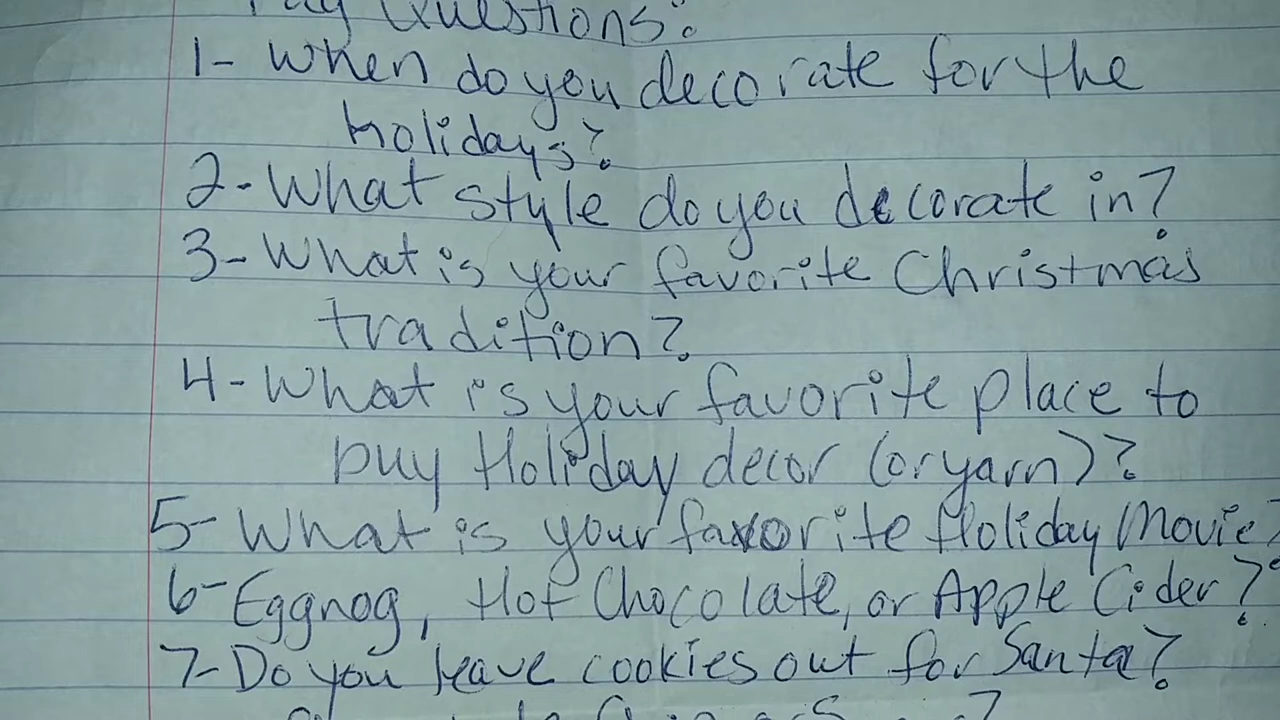 Questions:
1- When do you decorate for the
holidays?
2- What style do you decorate in?
3- What is your favorite Christmas
tradition?
4- What is your favorite place to
buy Holiday decor (or yarn)?
5- What is your favorite Holiday Movie?
6- Eggnog, Hot Chocolate, or Apple Cider?
7- Do you leave cookies out for Santa?